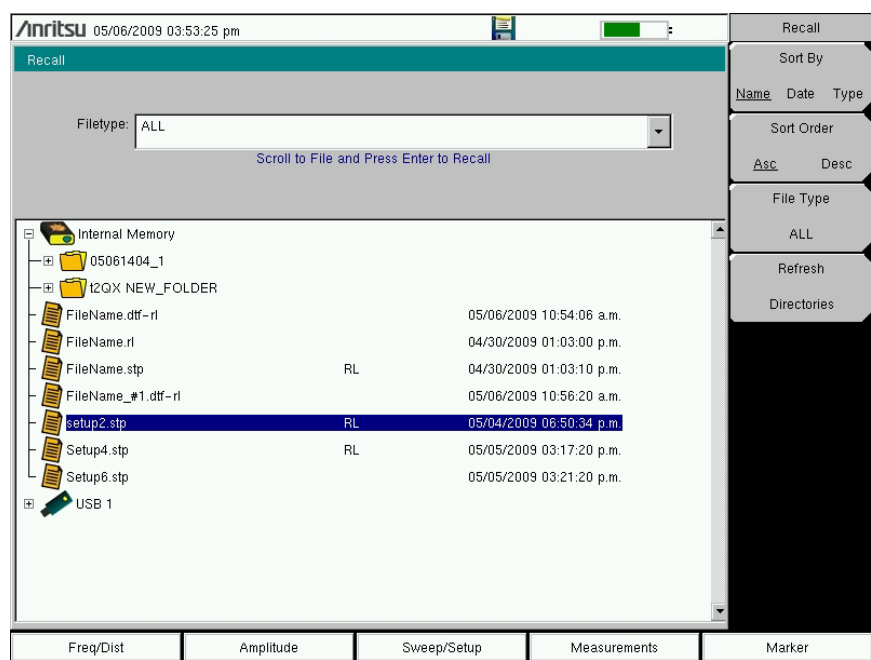 Anritsu 05/06/2009 03:53:25 pm
Recall
Filetype: ALL
Scroll to File and Press Enter to Recall
Internal Memory
05061404_1
t2QX NEW_FOLDER
FileName.dtf-rl 05/06/2009 10:54:06 a.m.
FileName.rl 04/30/2009 01:03:00 p.m.
FileName.stp RL 04/30/2009 01:03:10 p.m.
FileName_#1.dtf-rl 05/06/2009 10:56:20 a.m.
setup2.stp RL 05/04/2009 06:50:34 p.m.
Setup4.stp RL 05/05/2009 03:17:20 p.m.
Setup6.stp 05/05/2009 03:21:20 p.m.
USB 1
Recall
Sort By
Name Date Type
Sort Order
Asc Desc
File Type
ALL
Refresh
Directories
Freq/Dist Amplitude Sweep/Setup Measurements Marker